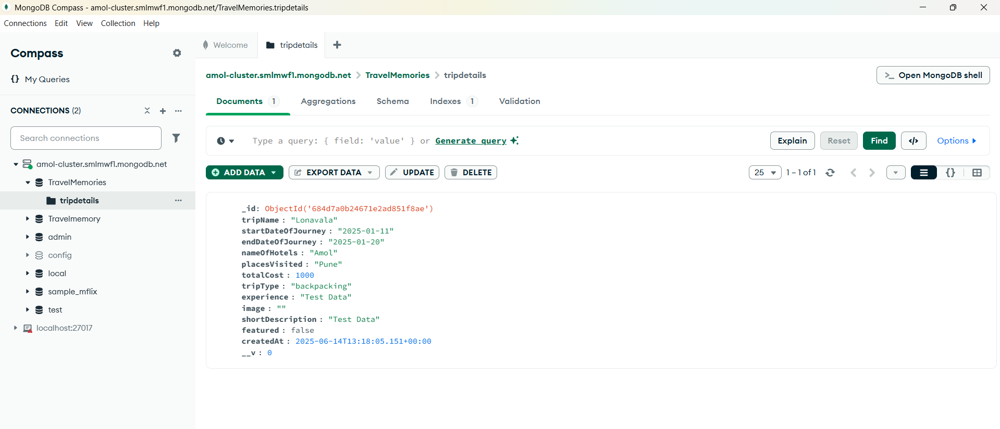 MongoDB Compass - amol-cluster.smlmwf1.mongodb.net/TravelMemories.tripdetails
Connections Edit View Collection Help
Compass
{} My Queries
CONNECTIONS (2)
Search connections
amol-cluster.smlmwf1.mongodb.net
TravelMemories
tripdetails
Travelmemory
admin
config
local
sample_mflix
test
localhost:27017
Welcome
tripdetails
amol-cluster.smlmwf1.mongodb.net > TravelMemories > tripdetails
>_ Open MongoDB shell
Documents 1 Aggregations Schema Indexes 1 Validation
Type a query: { field: 'value' } or Generate query
Explain Reset Find </> Options
ADD DATA EXPORT DATA UPDATE DELETE
25 1 – 1 of 1 {}
_id: ObjectId('684d7a0b24671e2ad851f8ae')
tripName : "Lonavala"
startDateOfJourney : "2025-01-11"
endDateOfJourney : "2025-01-20"
nameOfHotels : "Amol"
placesVisited : "Pune"
totalCost : 1000
tripType : "backpacking"
experience : "Test Data"
image : ""
shortDescription : "Test Data"
featured : false
createdAt : 2025-06-14T13:18:05.151+00:00
__v : 0